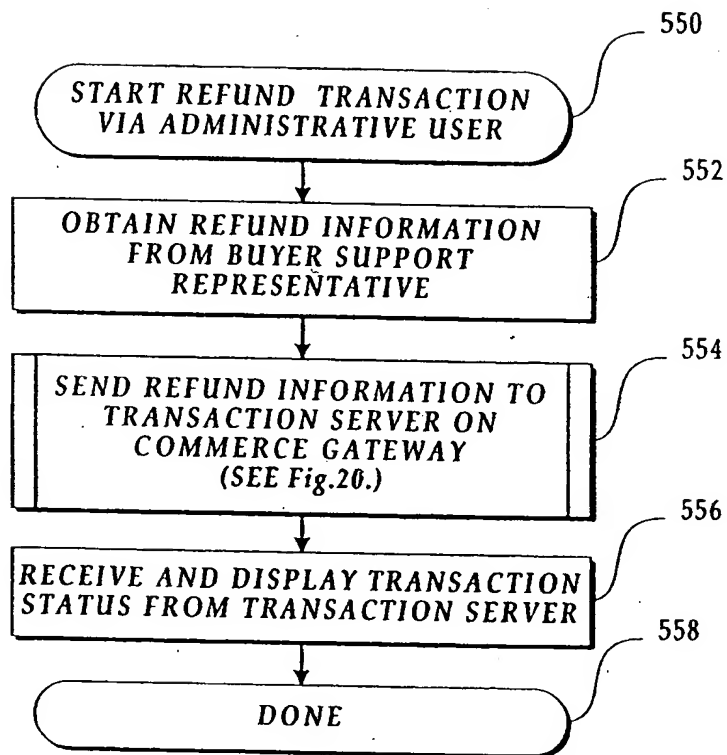 550
START REFUND TRANSACTION
VIA ADMINISTRATIVE USER
552
OBTAIN REFUND INFORMATION
FROM BUYER SUPPORT
REPRESENTATIVE
554
SEND REFUND INFORMATION TO
TRANSACTION SERVER ON
COMMERCE GATEWAY
(SEE Fig.20.)
556
RECEIVE AND DISPLAY TRANSACTION
STATUS FROM TRANSACTION SERVER
558
DONE